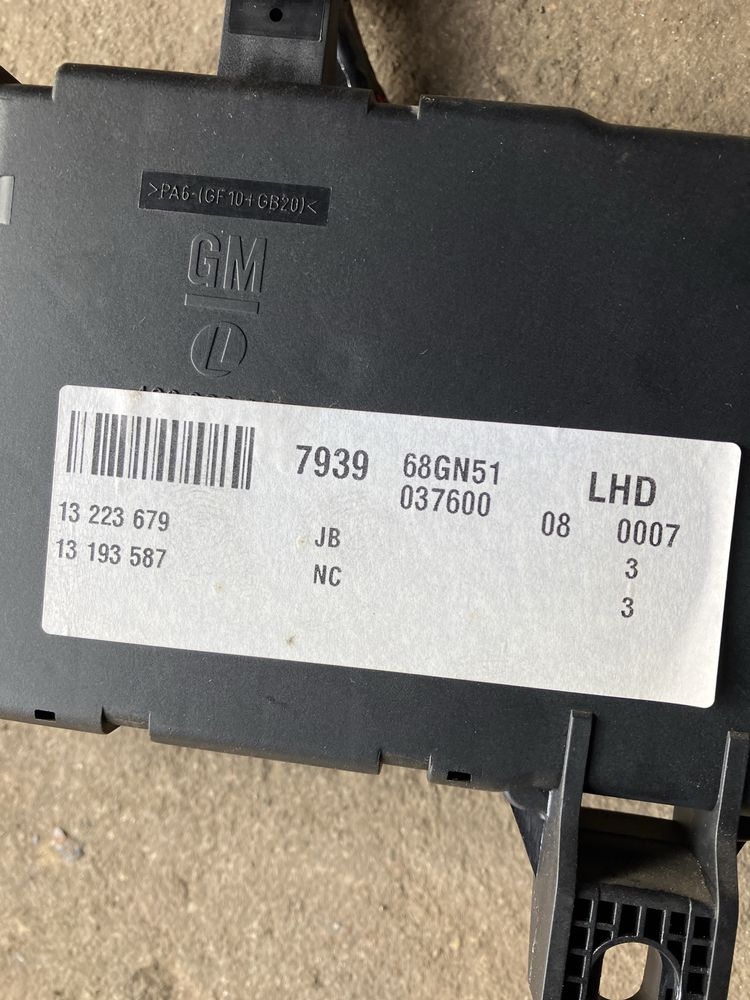 >PA6-(GF10+GB20)<
GM
L
7939 68GN51 LHD
037600 08 0007
13 223 679 JB 3
13 193 587 NC 3